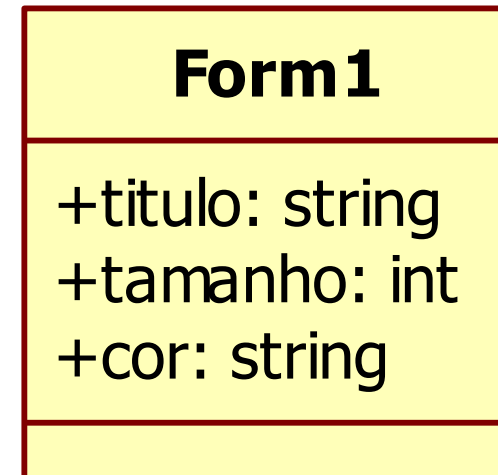 Form1
+titulo: string
+tamanho: int
+cor: string